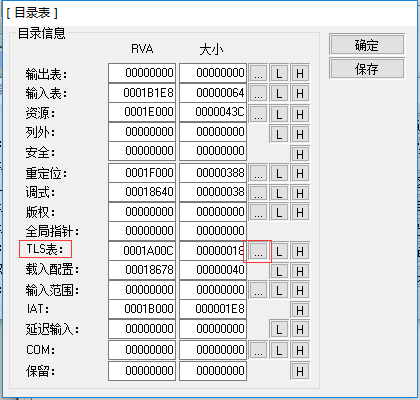 [ 目录表 ]
目录信息
RVA 大小
确定
保存
输出表: 00000000 00000000 ... L H
输入表: 0001B1E8 00000064 ... L H
资源: 0001E000 0000043C ... L H
列外: 00000000 00000000 L H
安全: 00000000 00000000 H
重定位: 0001F000 00000388 ... L H
调式: 00018640 00000038 ... L H
版权: 00000000 00000000 ... L H
全局指针: 00000000 00000000
TLS表: 0001A00C 00000018 ... L H
载入配置: 00018678 00000040 L H
输入范围: 00000000 00000000 ... L H
IAT: 0001B000 000001E8 H
延迟输入: 00000000 00000000 L H
COM: 00000000 00000000 ... L H
保留: 00000000 00000000 H